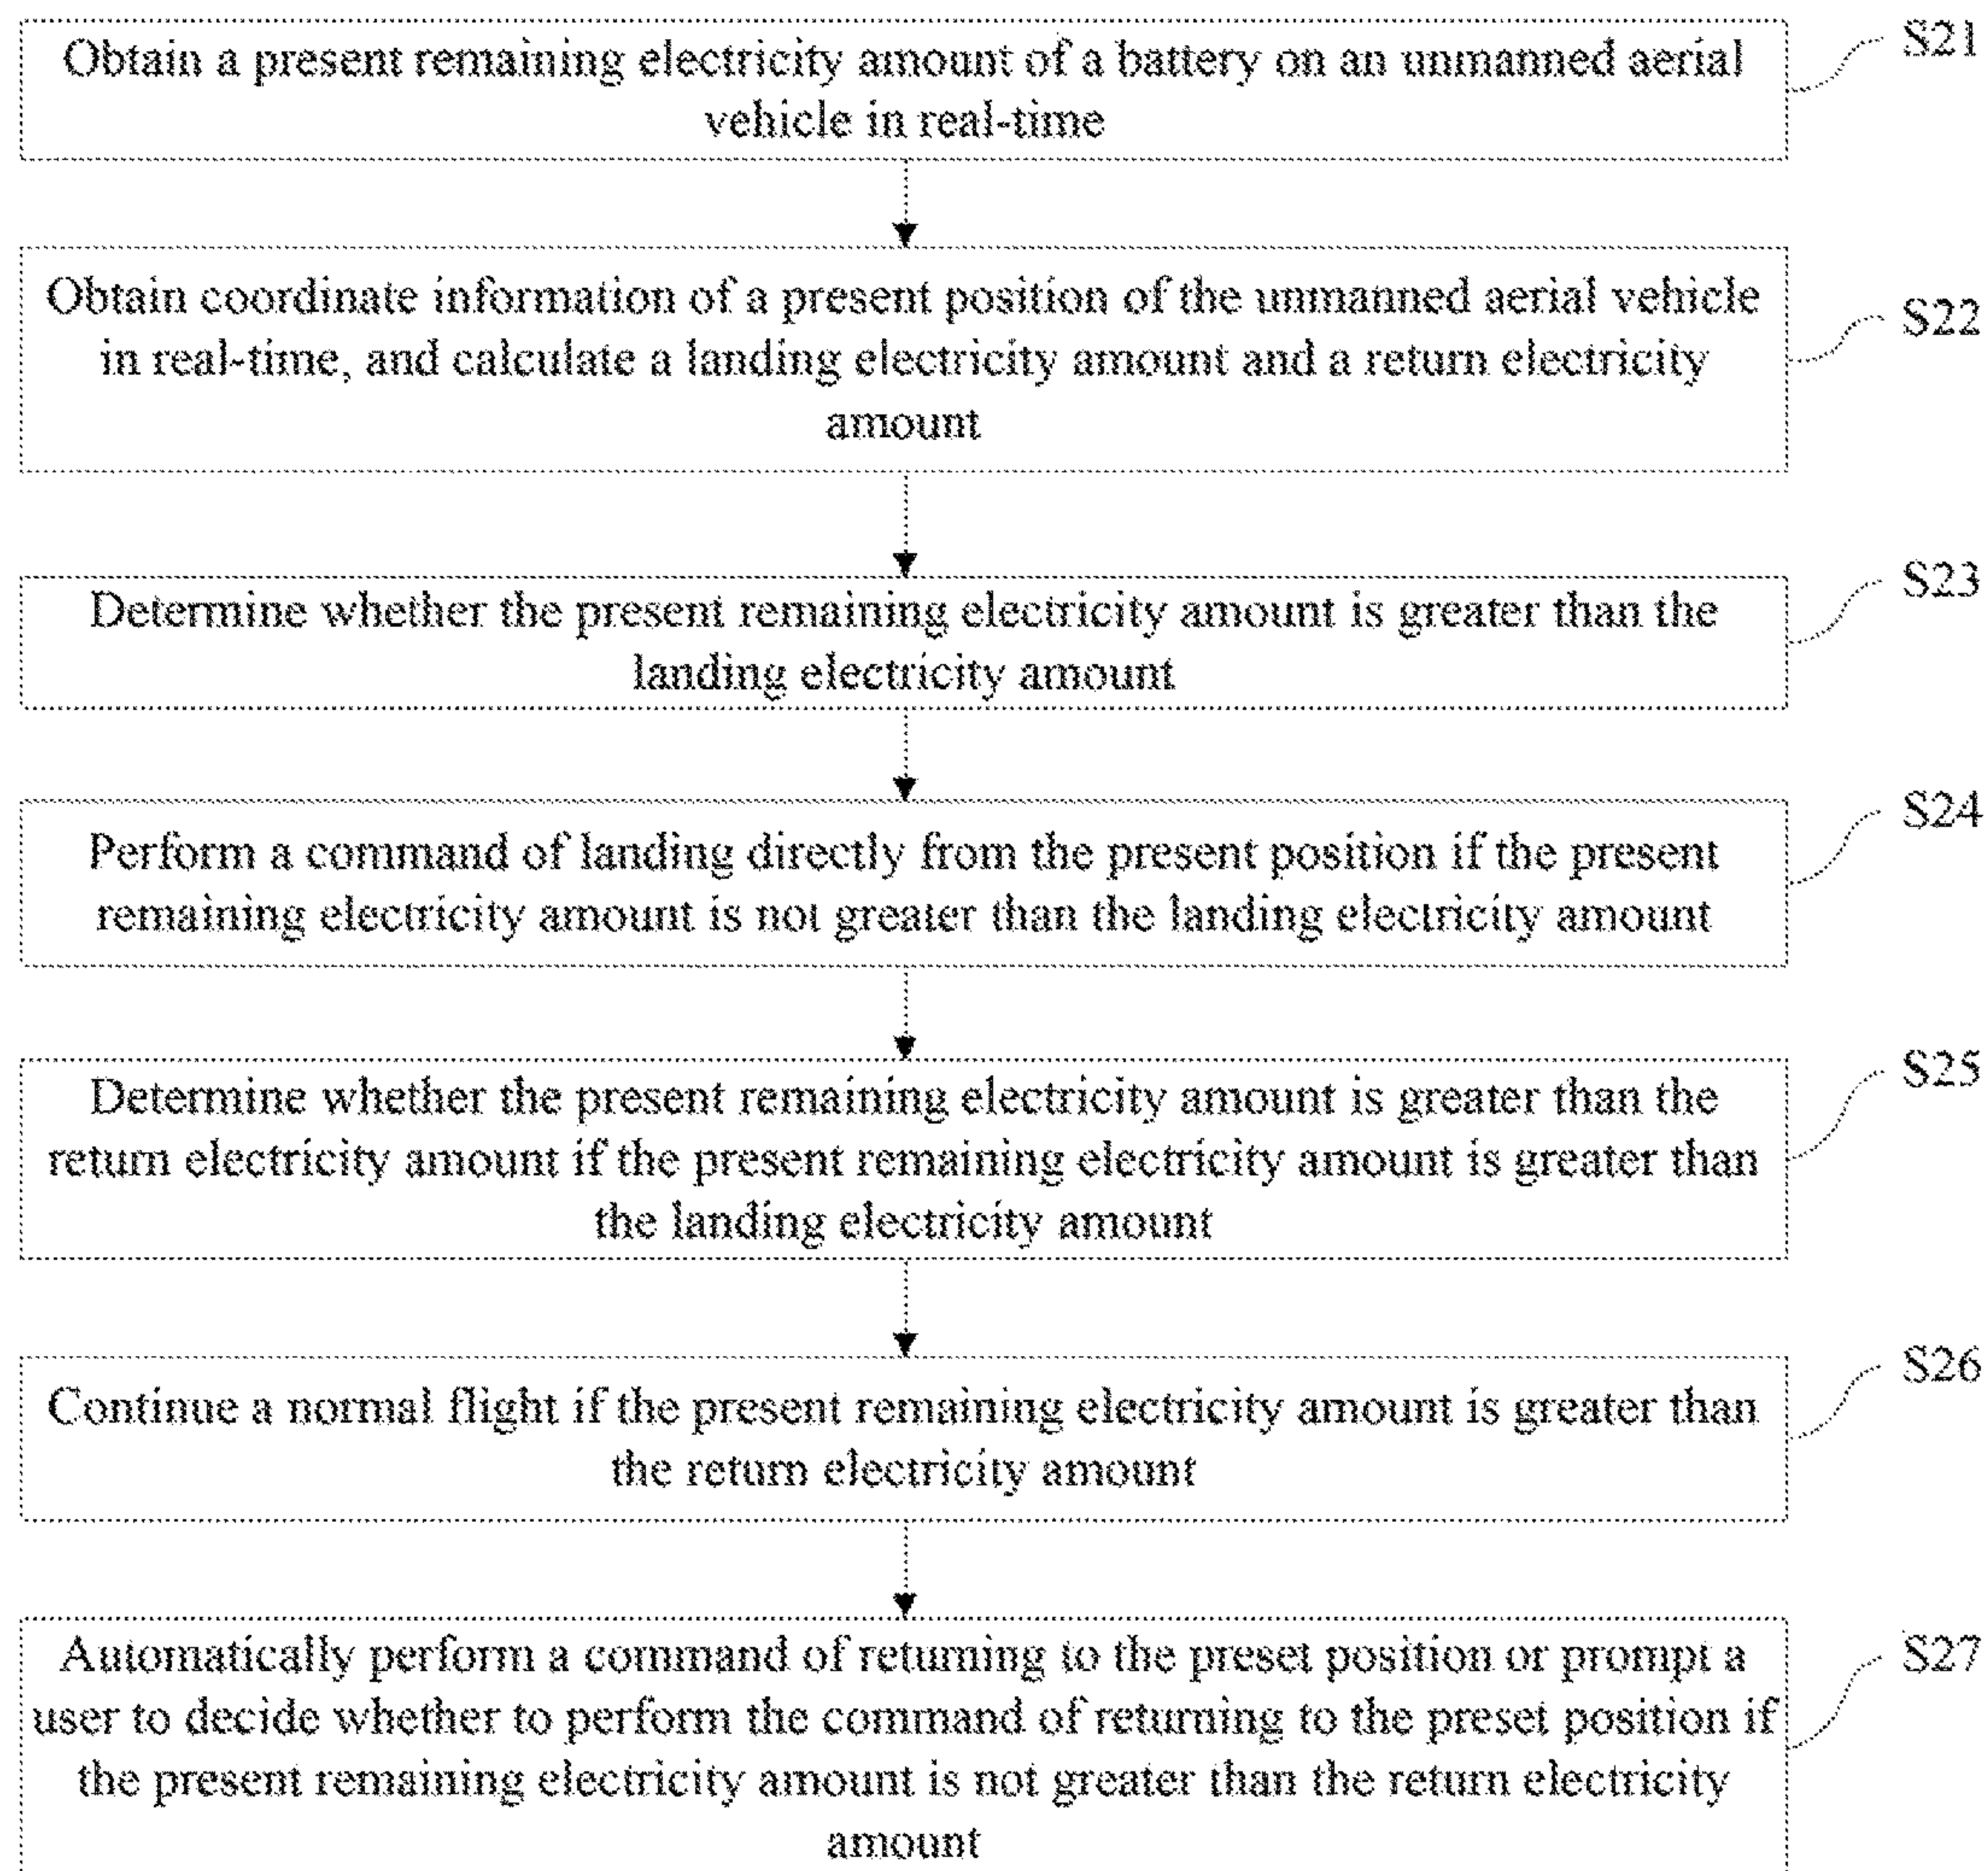 Obtain a present remaining electricity amount of a battery on an unmanned aerial
vehicle in real-time
S21
Obtain coordinate information of a present position of the unmanned aerial vehicle
in real-time, and calculate a landing electricity amount and a return electricity
amount
S22
Determine whether the present remaining electricity amount is greater than the
landing electricity amount
S23
Perform a command of landing directly from the present position if the present
remaining electricity amount is not greater than the landing electricity amount
S24
Determine whether the present remaining electricity amount is greater than the
return electricity amount if the present remaining electricity amount is greater than
the landing electricity amount
S25
Continue a normal flight if the present remaining electricity amount is greater than
the return electricity amount
S26
Automatically perform a command of returning to the preset position or prompt a
user to decide whether to perform the command of returning to the preset position if
the present remaining electricity amount is not greater than the return electricity
amount
S27